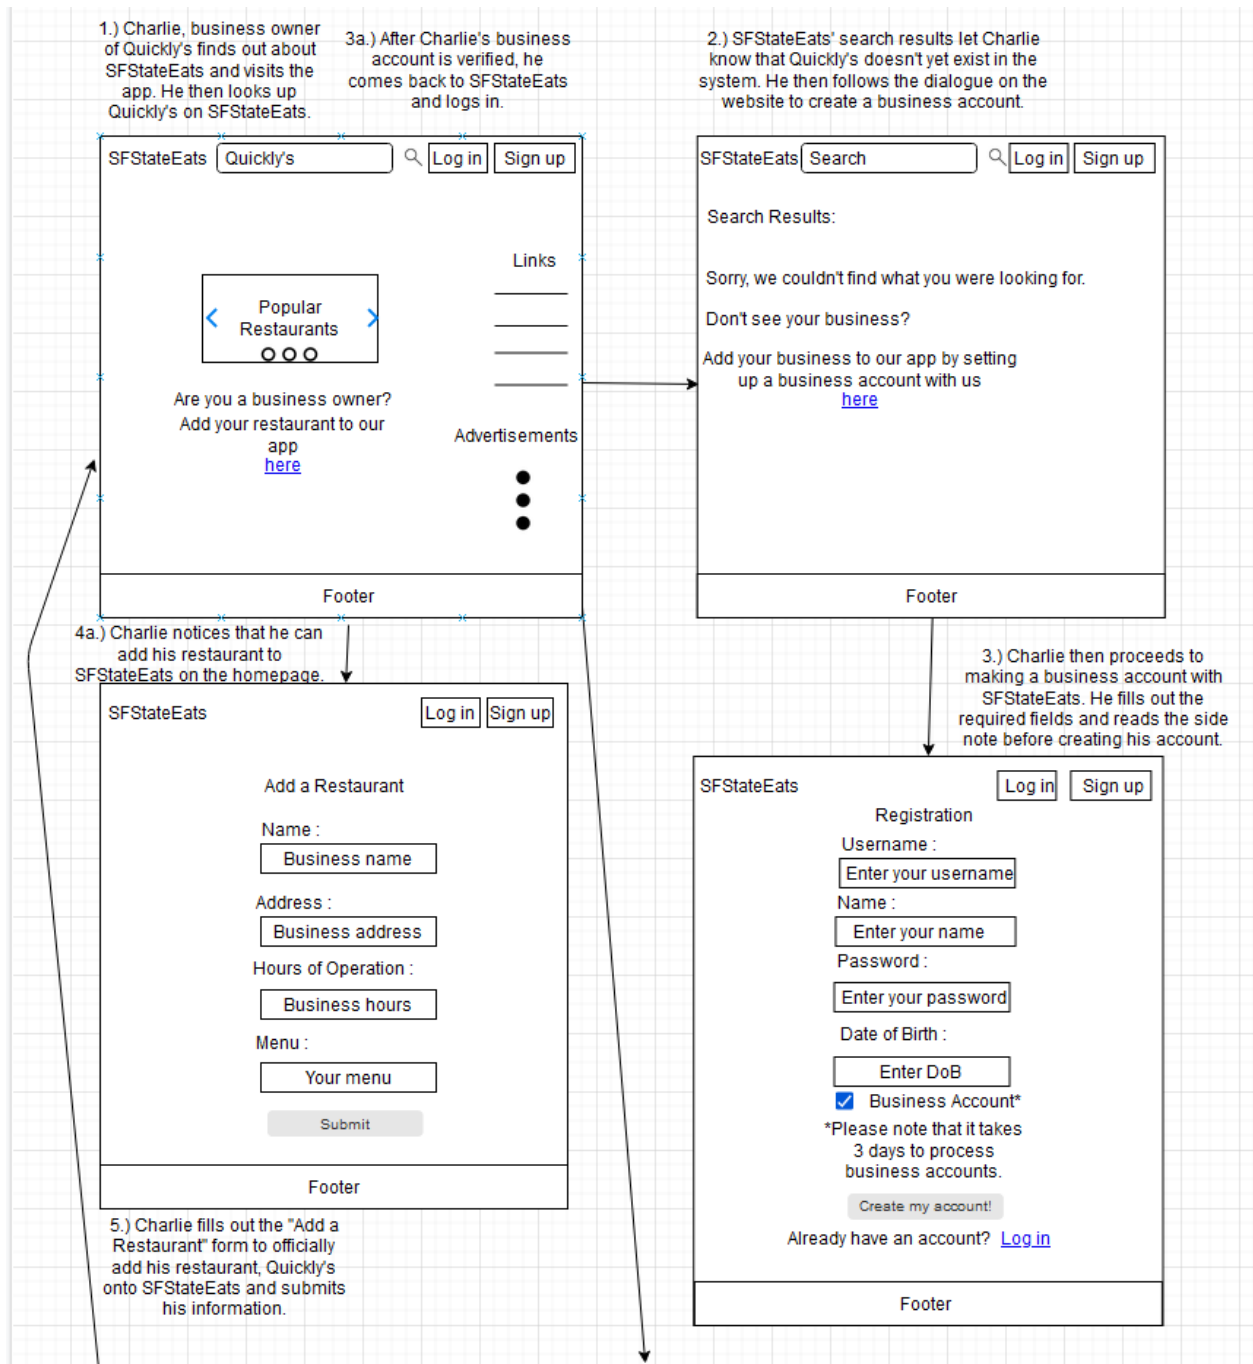 1.) Charlie, business owner
of Quickly's finds out about
SFStateEats and visits the
app. He then looks up
Quickly's on SFStateEats.
3a.) After Charlie's business
account is verified, he
comes back to SFStateEats
and logs in.
2.) SFStateEats' search results let Charlie
know that Quickly's doesn't yet exist in the
system. He then follows the dialogue on the
website to create a business account.
SFStateEats Quickly's Log in Sign up
Links
Popular
Restaurants
Are you a business owner?
Add your restaurant to our
app
here
Advertisements
Footer
SFStateEats Search Log in Sign up
Search Results:
Sorry, we couldn't find what you were looking for.
Don't see your business?
Add your business to our app by setting
up a business account with us
here
Footer
4a.) Charlie notices that he can
add his restaurant to
SFStateEats on the homepage.
SFStateEats Log in Sign up
Add a Restaurant
Name :
Business name
Address :
Business address
Hours of Operation :
Business hours
Menu :
Your menu
Submit
Footer
3.) Charlie then proceeds to
making a business account with
SFStateEats. He fills out the
required fields and reads the side
note before creating his account.
SFStateEats Log in Sign up
Registration
Username :
Enter your username
Name :
Enter your name
Password :
Enter your password
Date of Birth :
Enter DoB
Business Account*
*Please note that it takes
3 days to process
business accounts.
Create my account!
Already have an account? Log in
Footer
5.) Charlie fills out the "Add a
Restaurant" form to officially
add his restaurant, Quickly's
onto SFStateEats and submits
his information.